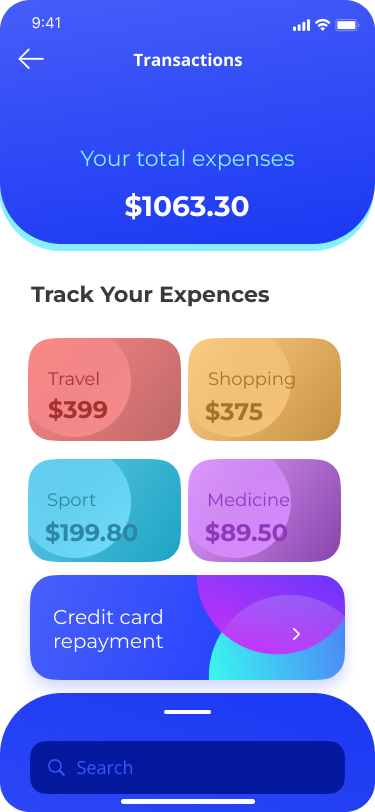 9:41
Transactions
Your total expenses
$1063.30
Track Your Expences
Travel
$399
Shopping
$375
Sport
$199.80
Medicine
$89.50
Credit card
repayment
Search